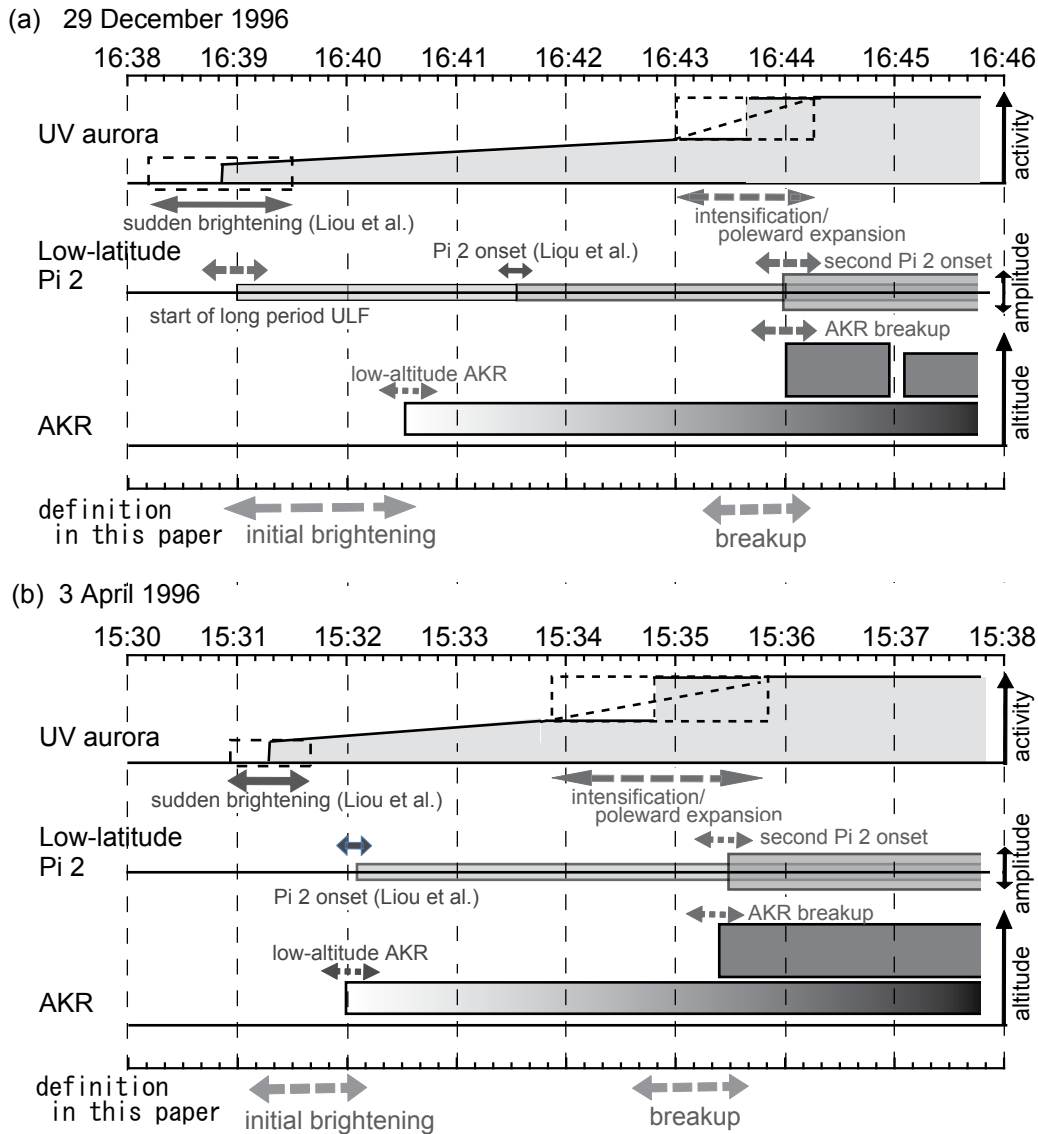 (a) 29 December 1996
16:38 16:39 16:40 16:41 16:42 16:43 16:44 16:45 16:46
UV aurora
activity
sudden brightening (Liou et al.)
intensification/
poleward expansion
Low-latitude
Pi 2
Pi 2 onset (Liou et al.)
second Pi 2 onset
amplitude
start of long period ULF
AKR breakup
low-altitude AKR
AKR
altitude
definition
in this paper
initial brightening
breakup
(b) 3 April 1996
15:30 15:31 15:32 15:33 15:34 15:35 15:36 15:37 15:38
UV aurora
activity
sudden brightening (Liou et al.)
intensification/
poleward expansion
Low-latitude
Pi 2
second Pi 2 onset
amplitude
Pi 2 onset (Liou et al.)
AKR breakup
low-altitude AKR
AKR
altitude
definition
in this paper
initial brightening
breakup